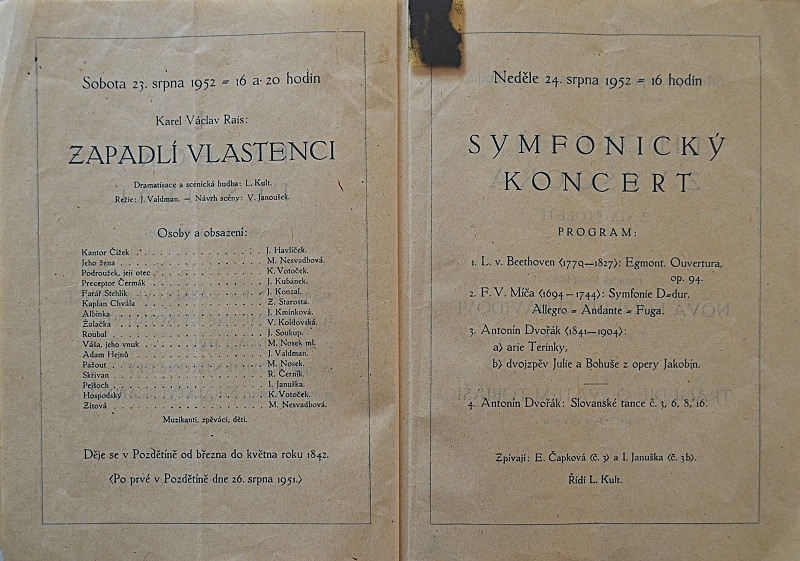 Sobota 23. srpna 1952 = 16 a 20 hodin
Karel Václav Rais:
ZAPADLÍ VLASTENCI
Dramatisace a scénická hudba: L. Kult.
Režie: J. Valdman. — Návrh scény: V. Janoušek.
Osoby a obsazení:
Kantor Čížek . . . . . . . . . . . J. Havlíček.
Jeho žena . . . . . . . . . . . . M. Nesvadbová.
Podroužek, její otec . . . . . . . . . K. Votoček.
Preceptor Čermák . . . . . . . . . J. Kubánek.
Farář Stehlík . . . . . . . . . . . J. Konzal.
Kaplan Chvála . . . . . . . . . . Z. Starosta.
Albínka . . . . . . . . . . . . . J. Kmínková.
Žalačka . . . . . . . . . . . . . V. Koldovská.
Roubal . . . . . . . . . . . . . J. Soukup.
Váša, jeho vnuk . . . . . . . . . . M. Nosek ml.
Adam Hejnů . . . . . . . . . . . J. Valdman.
Pažout . . . . . . . . . . . . . M. Nosek.
Skřivan . . . . . . . . . . . . . R. Černík.
Pejšoch . . . . . . . . . . . . . I. Januška.
Hospodský . . . . . . . . . . . . K. Votoček.
Žitová . . . . . . . . . . . . . M. Nesvadbová.
Muzikanti, zpěváci, děti.
Děje se v Pozdětíně od března do května roku 1842.
(Po prvé v Pozdětíně dne 26. srpna 1951.)
Neděle 24. srpna 1952 = 16 hodin
SYMFONICKÝ
KONCERT
PROGRAM:
1. L. v. Beethoven (1770—1827): Egmont. Ouvertura,
op. 94.
2. F. V. Míča (1694—1744): Symfonie D=dur.
Allegro = Andante = Fuga.
3. Antonín Dvořák (1841—1904):
a) arie Terinky,
b) dvojzpěv Julie a Bohuše z opery Jakobín.
4. Antonín Dvořák: Slovanské tance č. 3, 6, 8, 16.
Zpívají: E. Čapková (č. 3) a I. Januška (č. 3b).
Řídí L. Kult.